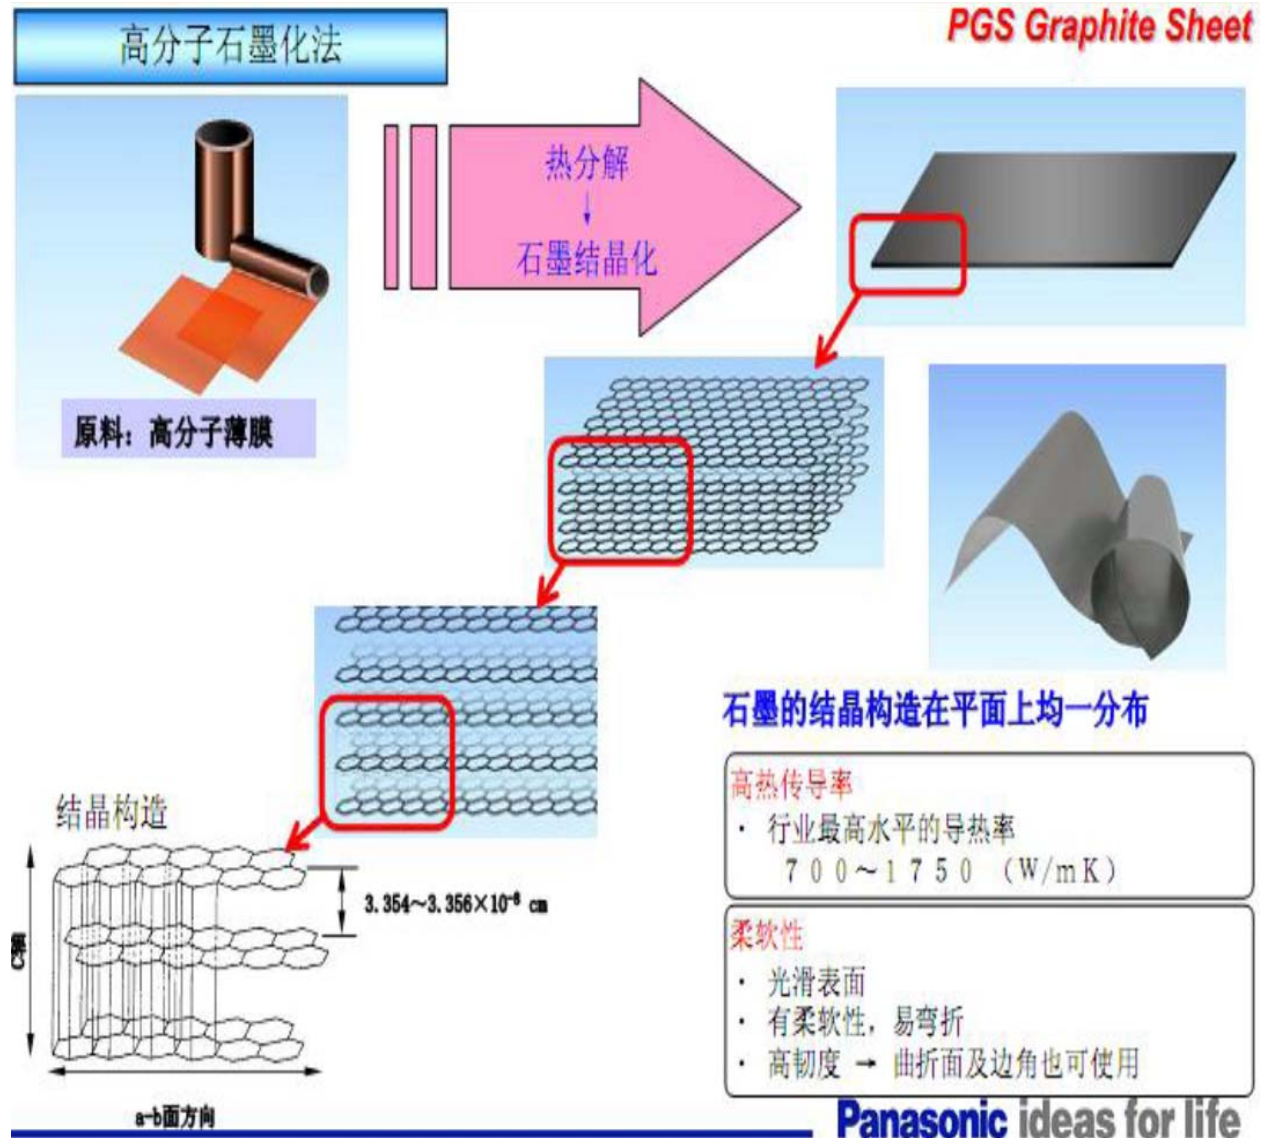 高分子石墨化法
PGS Graphite Sheet
热分解
↓
石墨结晶化
原料：高分子薄膜
石墨的结晶构造在平面上均一分布
高热传导率
· 行业最高水平的导热率
700～1750 (W/mK)
结晶构造
3.354～3.356×10⁻⁸ cm
柔软性
· 光滑表面
· 有柔软性，易弯折
· 高韧度 → 曲折面及边角也可使用
a-b面方向
Panasonic ideas for life